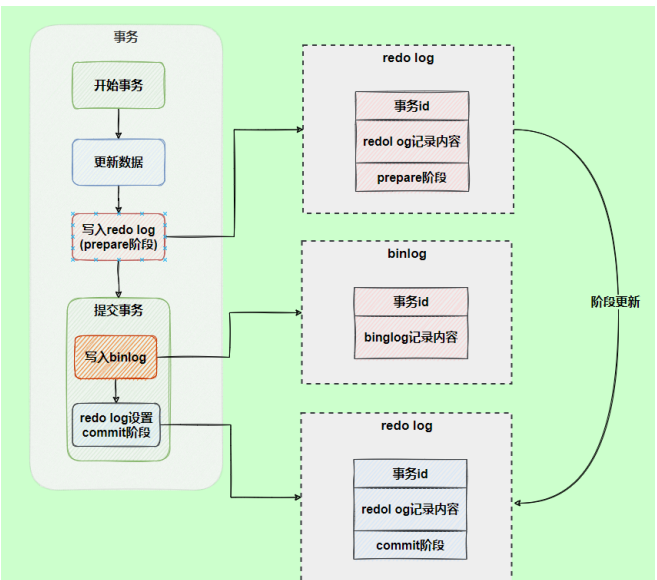 事务
开始事务
更新数据
写入redo log
(prepare阶段)
提交事务
写入binlog
redo log设置
commit阶段
redo log
事务id
redol og记录内容
prepare阶段
binlog
事务id
binglog记录内容
redo log
事务id
redol og记录内容
commit阶段
阶段更新